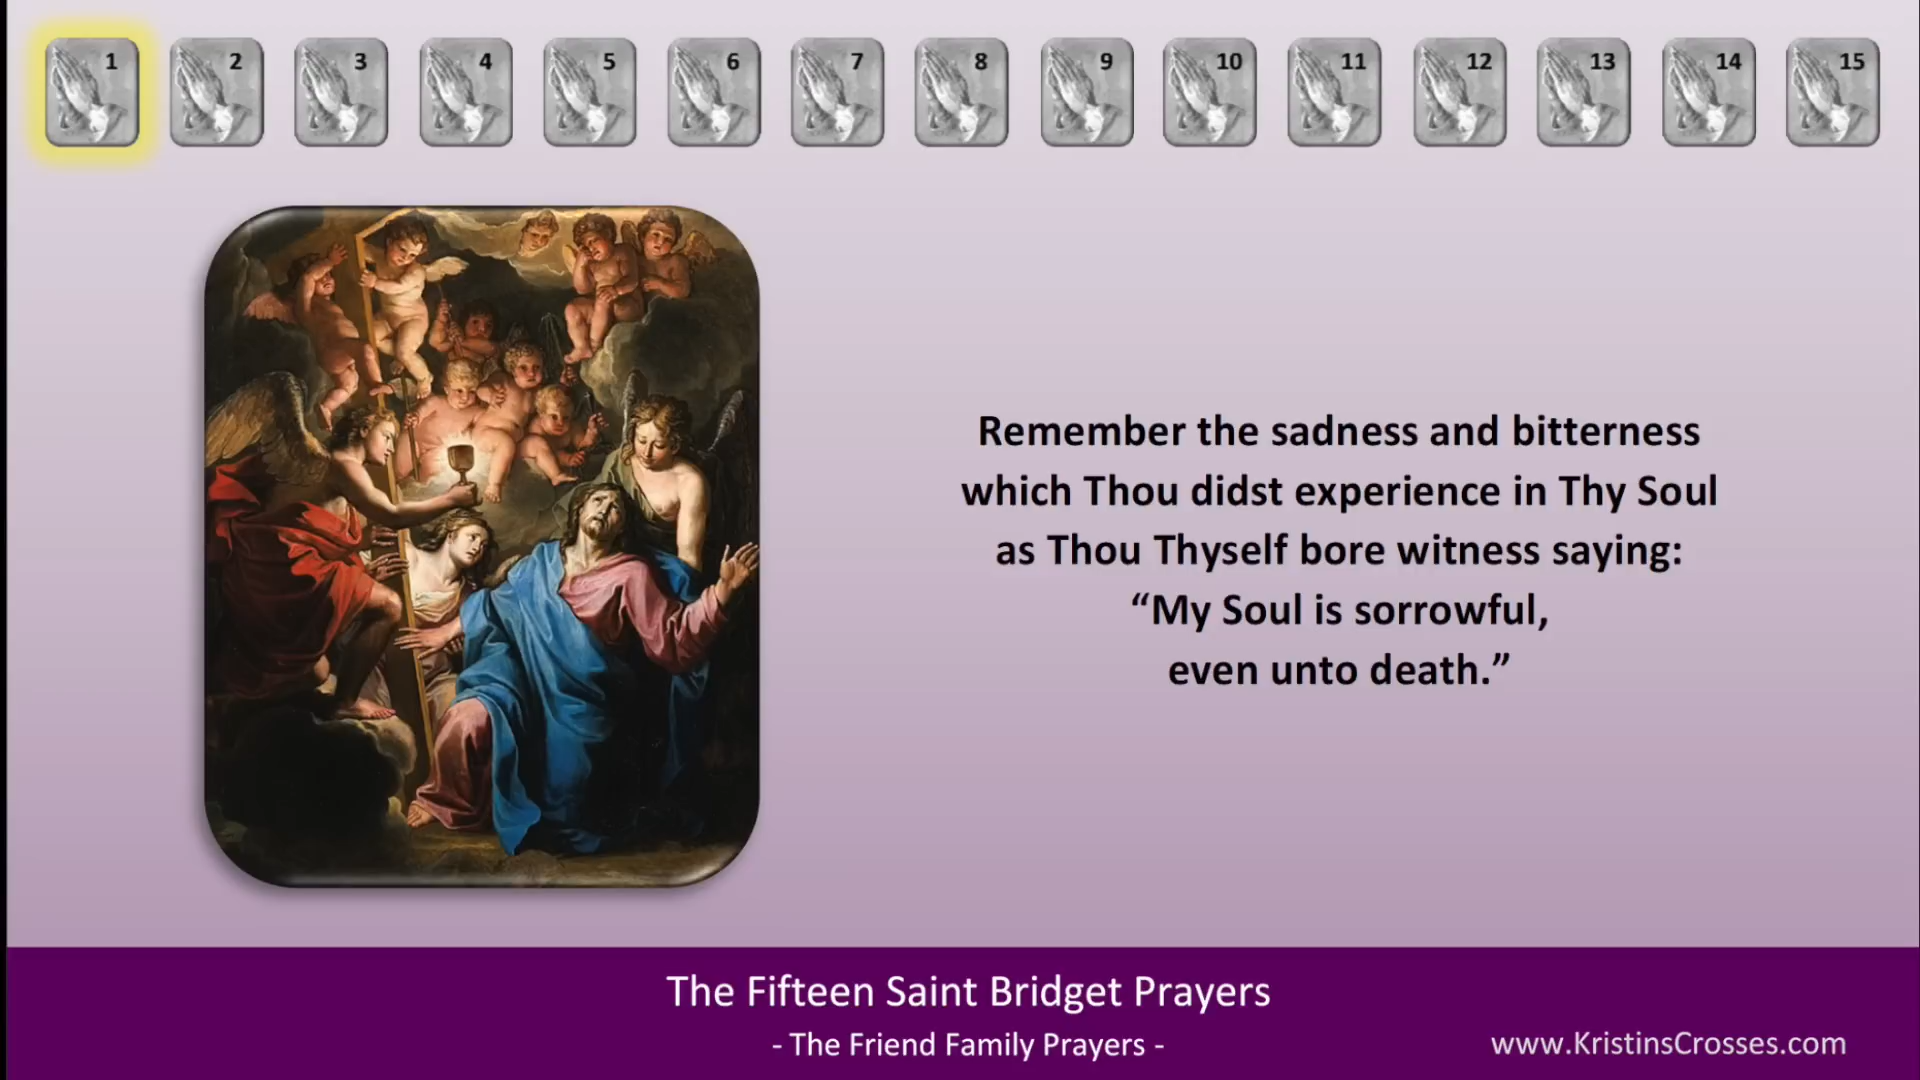 1 2 3 4 5 6 7 8 9 10 11 12 13 14 15
Remember the sadness and bitterness
which Thou didst experience in Thy Soul
as Thou Thyself bore witness saying:
“My Soul is sorrowful,
even unto death.”
The Fifteen Saint Bridget Prayers
- The Friend Family Prayers -
www.KristinsCrosses.com